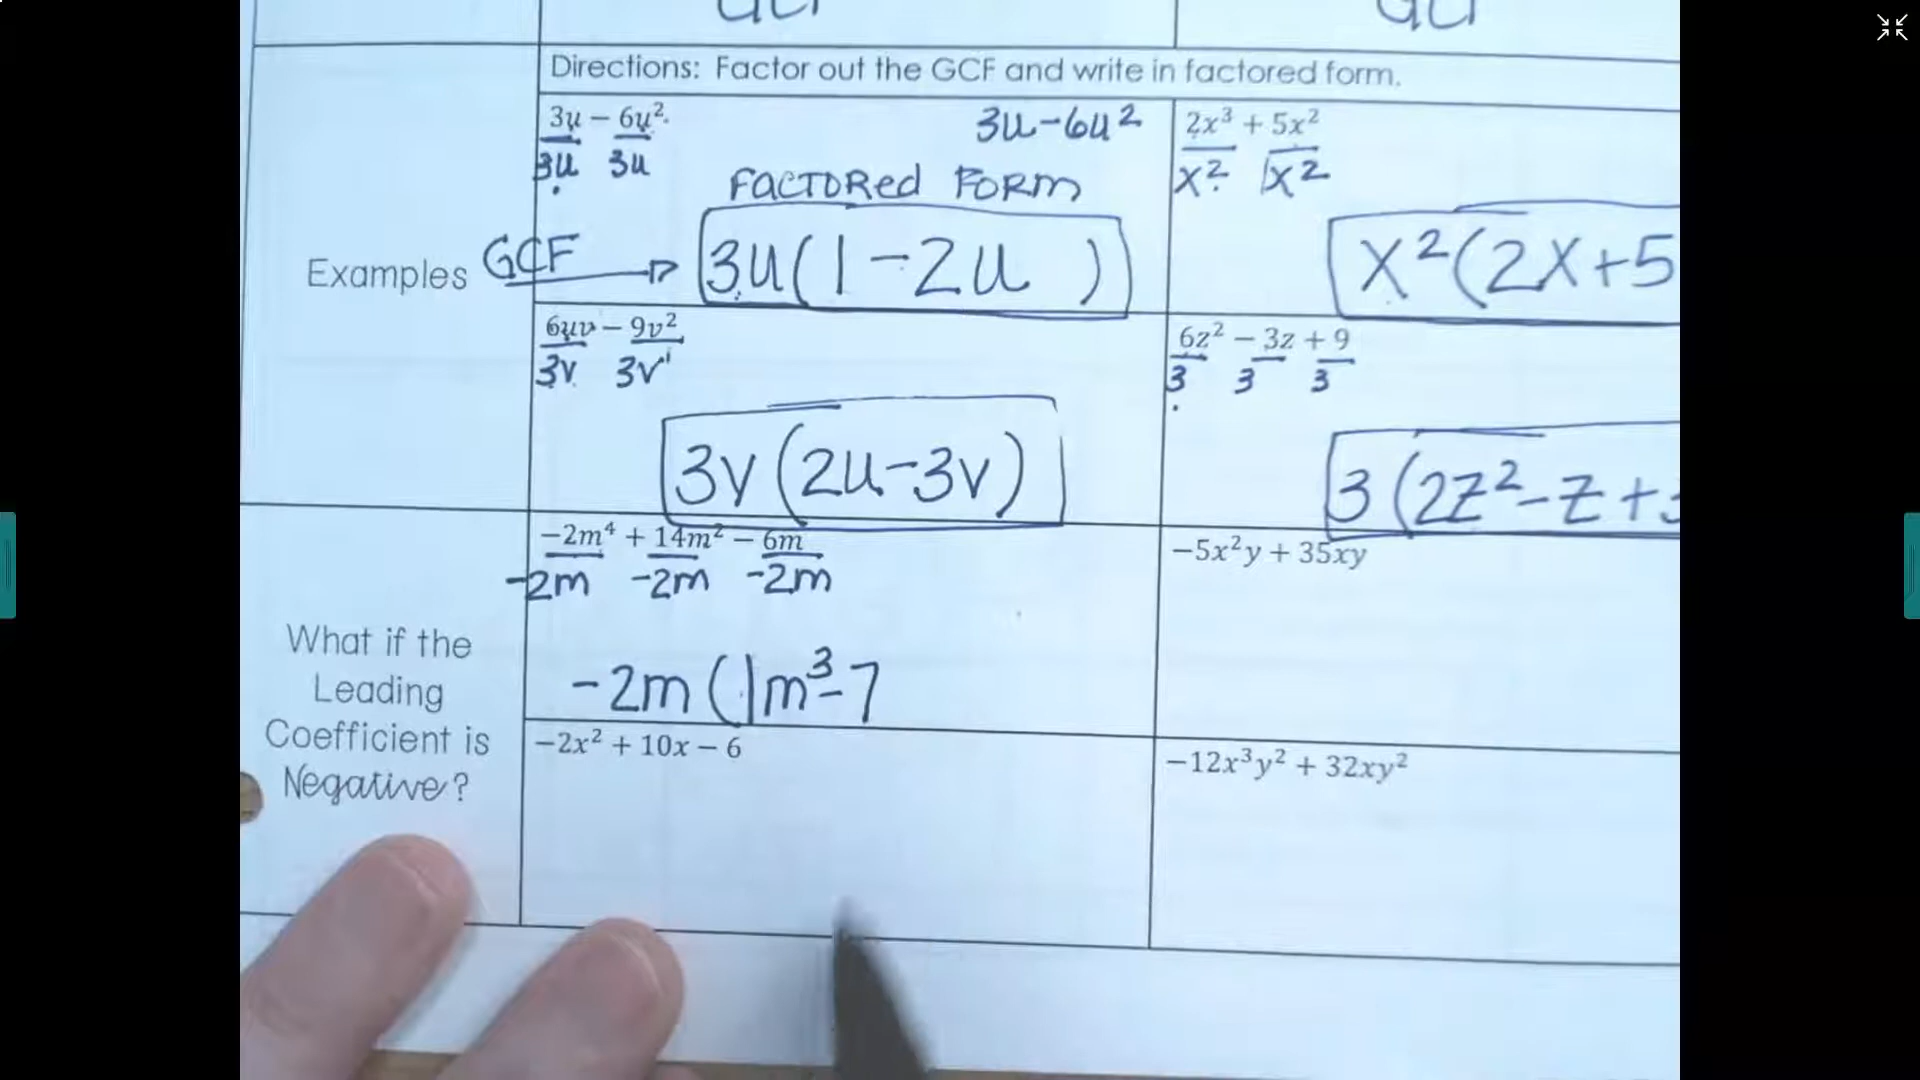 Directions: Factor out the GCF and write in factored form.
3u – 6u²
3u 3u
3u-6u²
FACTORed FORM
Examples
GCF
3u(1-2u )
2x³ + 5x²
x² x²
x²(2x+5
6uv – 9v²
3v 3v
3v(2u-3v)
6z² – 3z + 9
3 3 3
3(2z²-z+3
What if the
Leading
Coefficient is
Negative?
–2m⁴ + 14m² – 6m
-2m -2m -2m
-2m(1m³-7
–5x²y + 35xy
–2x² + 10x – 6
–12x³y² + 32xy²